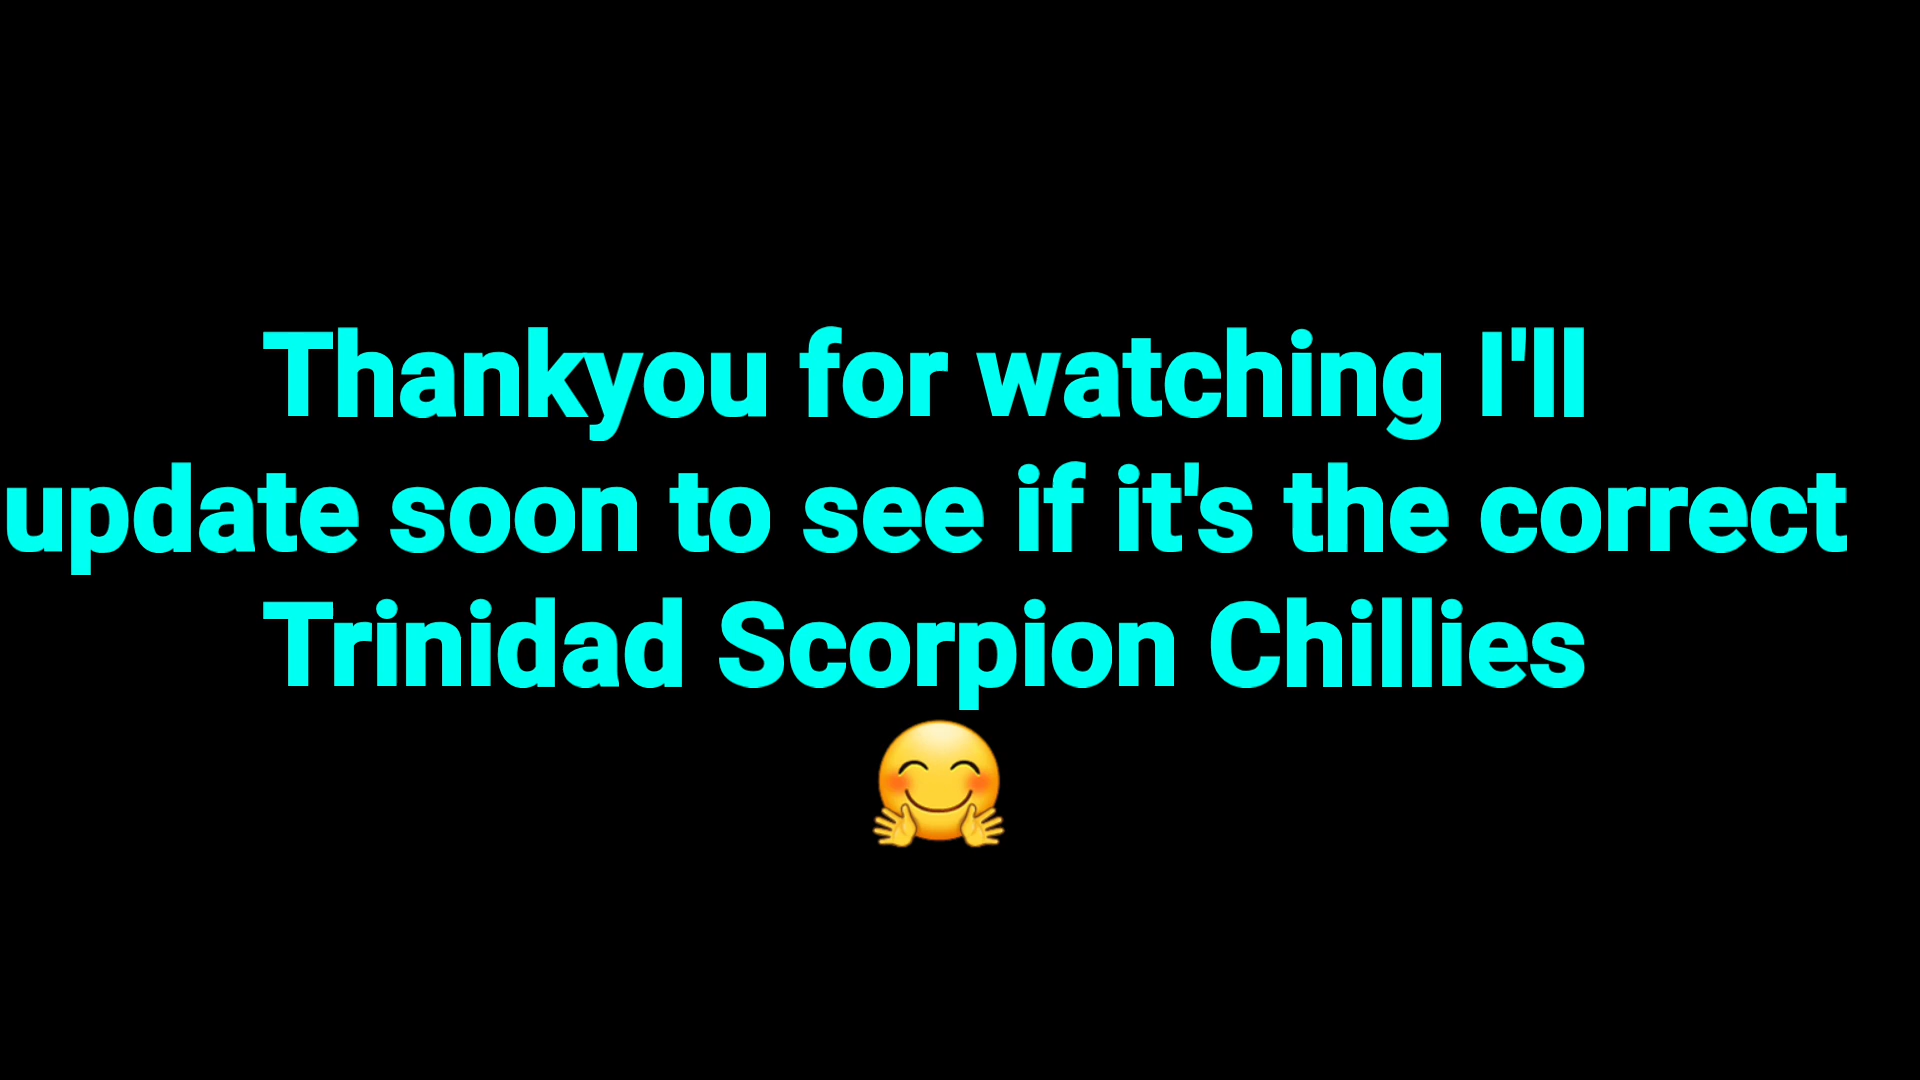 Thankyou for watching I'll
update soon to see if it's the correct
Trinidad Scorpion Chillies
🤗